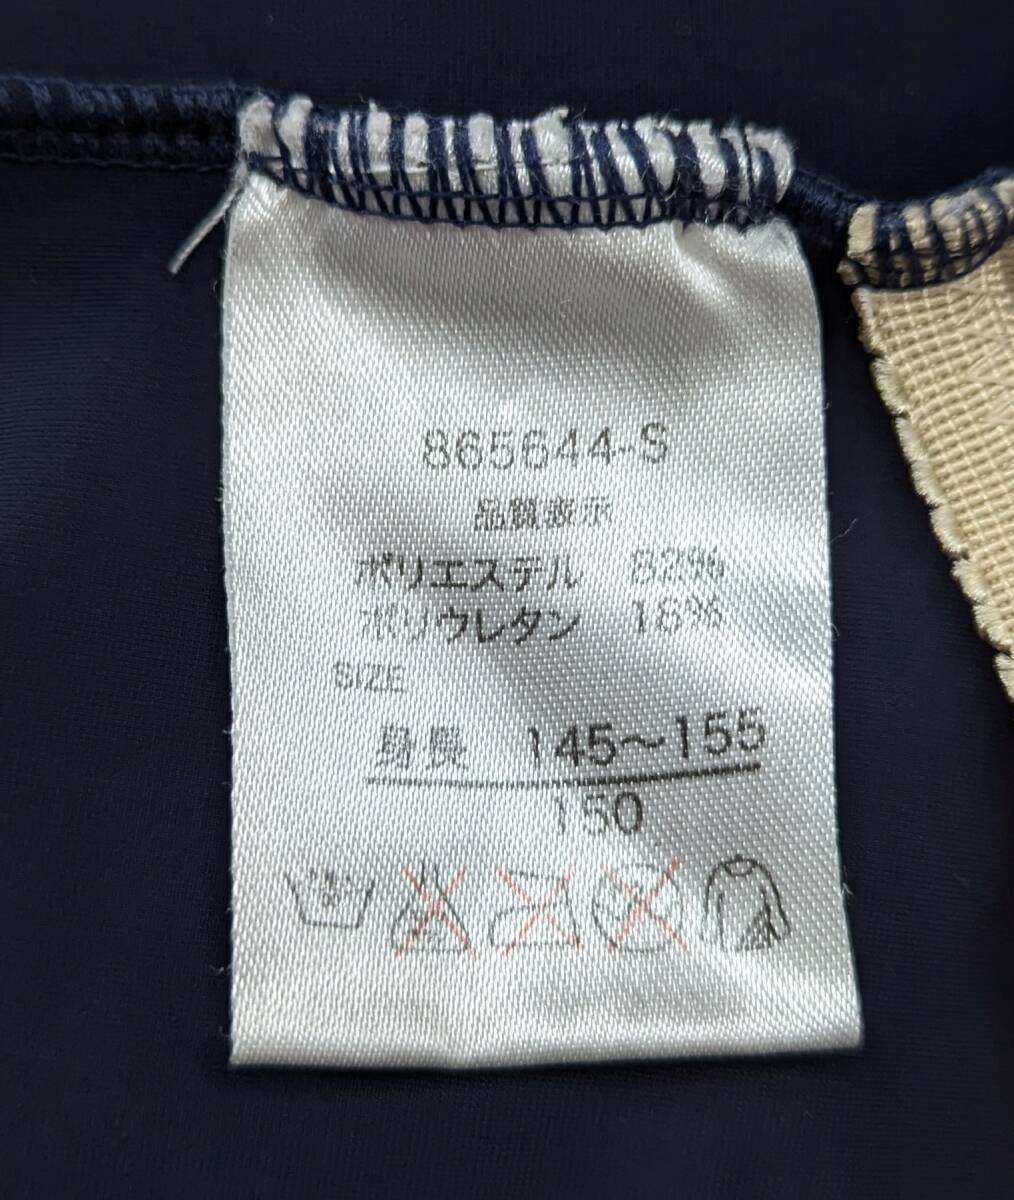 865644-S
品質表示
ポリエステル 82%
ポリウレタン 18%
SIZE
身長 145～155
150